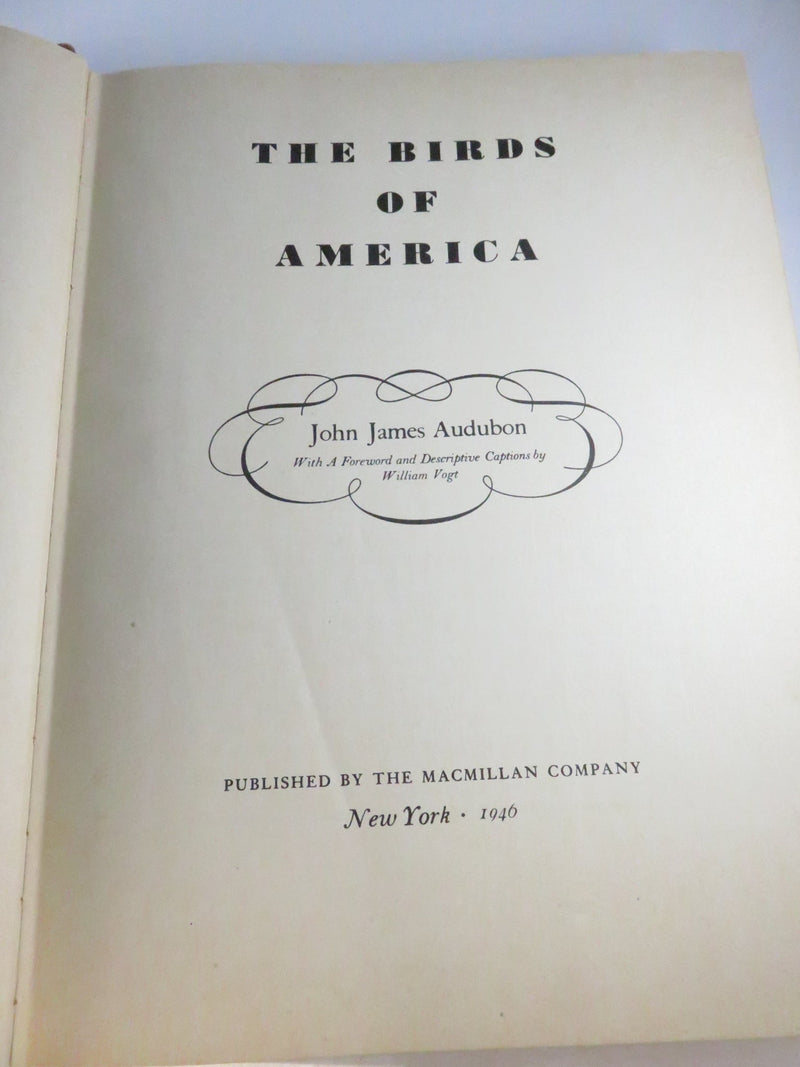 THE BIRDS
OF
AMERICA
John James Audubon
With A Foreword and Descriptive Captions by
William Vogt
PUBLISHED BY THE MACMILLAN COMPANY
New York · 1946